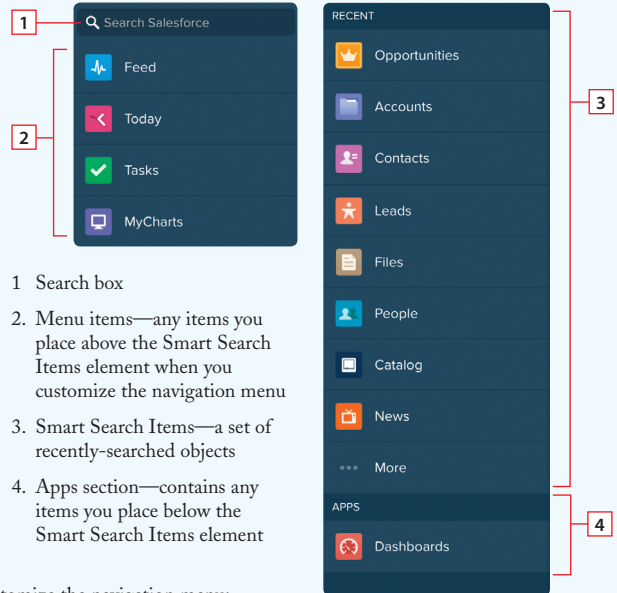 1
Search Salesforce
2
Feed
Today
Tasks
MyCharts
1 Search box
2. Menu items—any items you
place above the Smart Search
Items element when you
customize the navigation menu
3. Smart Search Items—a set of
recently-searched objects
4. Apps section—contains any
items you place below the
Smart Search Items element
RECENT
Opportunities
Accounts
Contacts
Leads
Files
People
Catalog
News
More
3
APPS
Dashboards
4